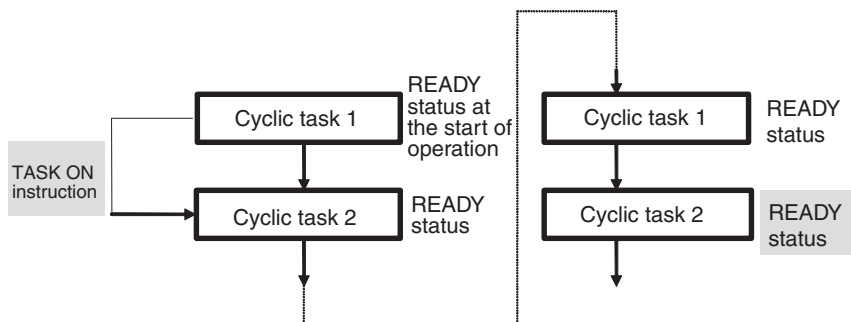 TASK ON
instruction
Cyclic task 1
READY
status at
the start of
operation
Cyclic task 2
READY
status
Cyclic task 1
READY
status
Cyclic task 2
READY
status